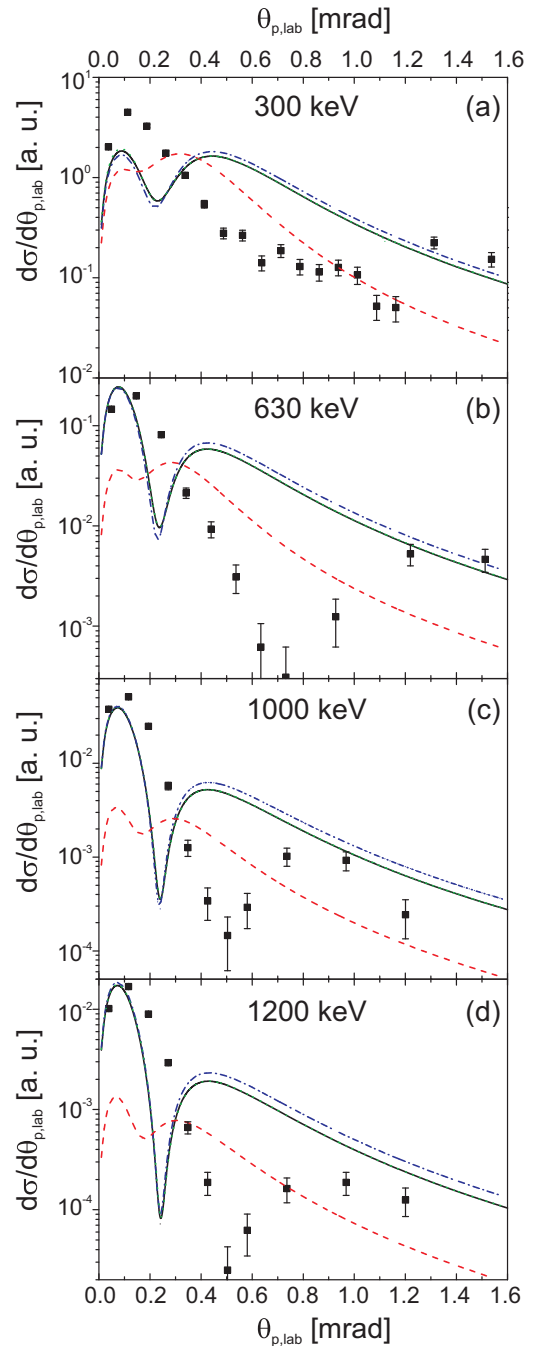 θp,lab [mrad]
0.0 0.2 0.4 0.6 0.8 1.0 1.2 1.4 1.6
300 keV (a)
dσ/dθp,lab [a. u.]
10^1
10^0
10^-1
10^-2
630 keV (b)
dσ/dθp,lab [a. u.]
10^-1
10^-2
10^-3
1000 keV (c)
dσ/dθp,lab [a. u.]
10^-2
10^-3
10^-4
1200 keV (d)
dσ/dθp,lab [a. u.]
10^-2
10^-3
10^-4
0.0 0.2 0.4 0.6 0.8 1.0 1.2 1.4 1.6
θp,lab [mrad]